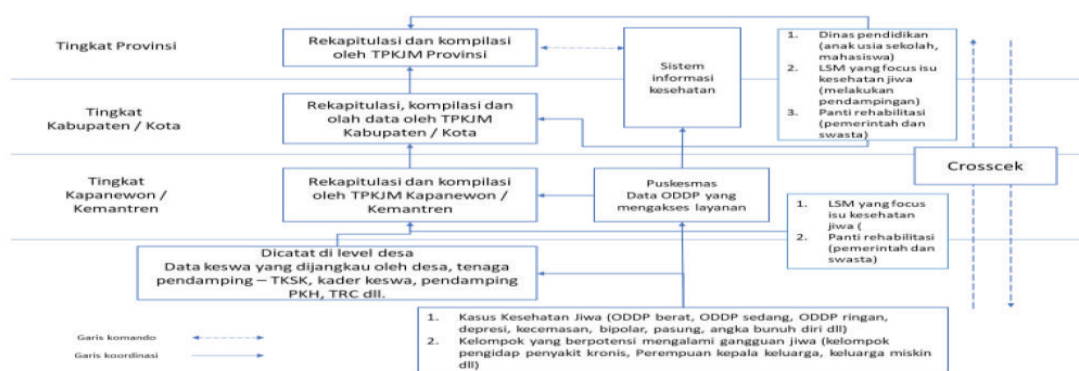 Tingkat Provinsi
Rekapitulasi dan kompilasi
oleh TPKJM Provinsi
Sistem
informasi
kesehatan
1. Dinas pendidikan
(anak usia sekolah,
mahasiswa)
2. LSM yang focus isu
kesehatan jiwa
(melakukan
pendampingan)
3. Panti rehabilitasi
(pemerintah dan
swasta)
Tingkat
Kabupaten / Kota
Rekapitulasi, kompilasi dan
olah data oleh TPKJM
Kabupaten / Kota
Crosscek
Tingkat
Kapanewon /
Kemantren
Rekapitulasi dan kompilasi
oleh TPKJM Kapanewon /
Kemantren
Puskesmas
Data ODDP yang
mengakses layanan
1. LSM yang focus
isu kesehatan
jiwa (
2. Panti rehabilitasi
(pemerintah dan
swasta)
Dicatat di level desa
Data keswa yang dijangkau oleh desa, tenaga
pendamping – TKSK, kader keswa, pendamping
PKH, TRC dll.
1. Kasus Kesehatan Jiwa (ODDP berat, ODDP sedang, ODDP ringan,
depresi, kecemasan, bipolar, pasung, angka bunuh diri dll)
2. Kelompok yang berpotensi mengalami gangguan jiwa (kelompok
pengidap penyakit kronis, Perempuan kepala keluarga, keluarga miskin
dll)
Garis komando
Garis koordinasi